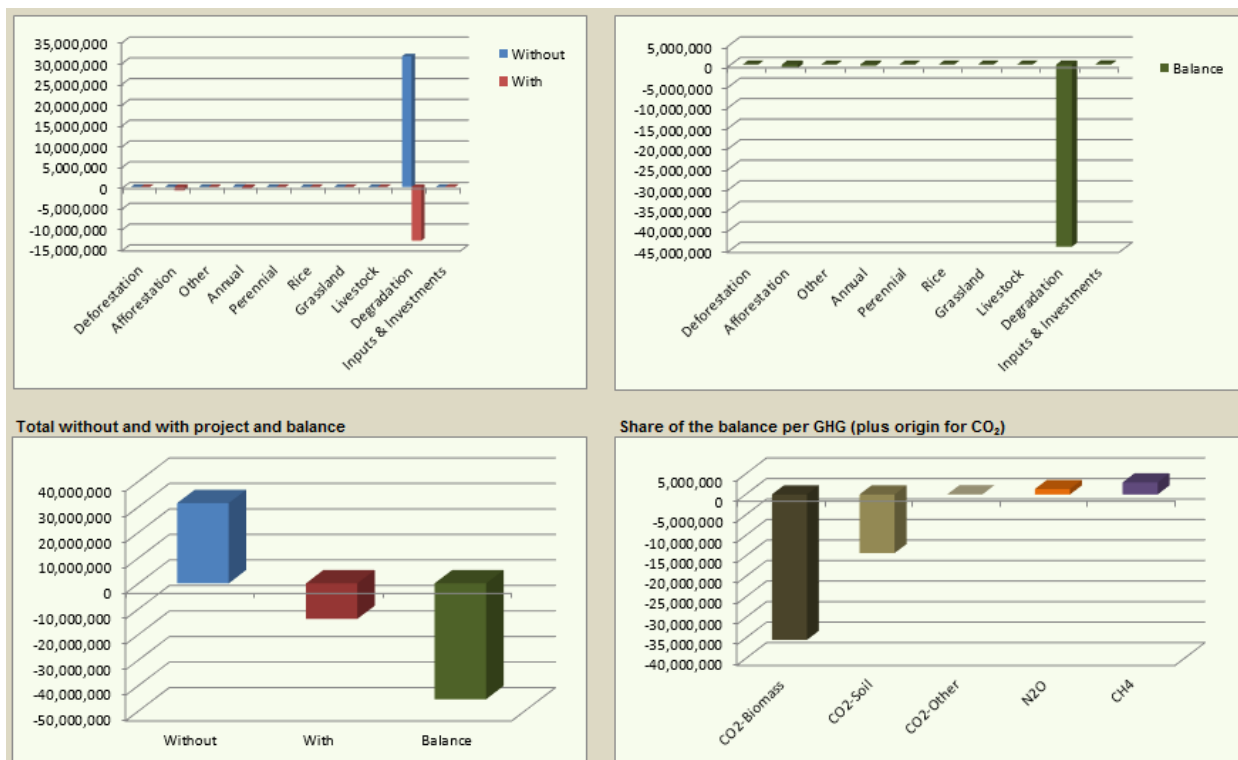 35,000,000
30,000,000
25,000,000
20,000,000
15,000,000
10,000,000
5,000,000
0
-5,000,000
-10,000,000
-15,000,000
Deforestation
Afforestation
Other
Annual
Perennial
Rice
Grassland
Livestock
Degradation
Inputs & Investments
Without
With
5,000,000
0
-5,000,000
-10,000,000
-15,000,000
-20,000,000
-25,000,000
-30,000,000
-35,000,000
-40,000,000
-45,000,000
Deforestation
Afforestation
Other
Annual
Perennial
Rice
Grassland
Livestock
Degradation
Inputs & Investments
Balance
Total without and with project and balance
40,000,000
30,000,000
20,000,000
10,000,000
0
-10,000,000
-20,000,000
-30,000,000
-40,000,000
-50,000,000
Without With Balance
Share of the balance per GHG (plus origin for CO₂)
5,000,000
0
-5,000,000
-10,000,000
-15,000,000
-20,000,000
-25,000,000
-30,000,000
-35,000,000
-40,000,000
CO2-Biomass
CO2-Soil
CO2-Other
N2O
CH4